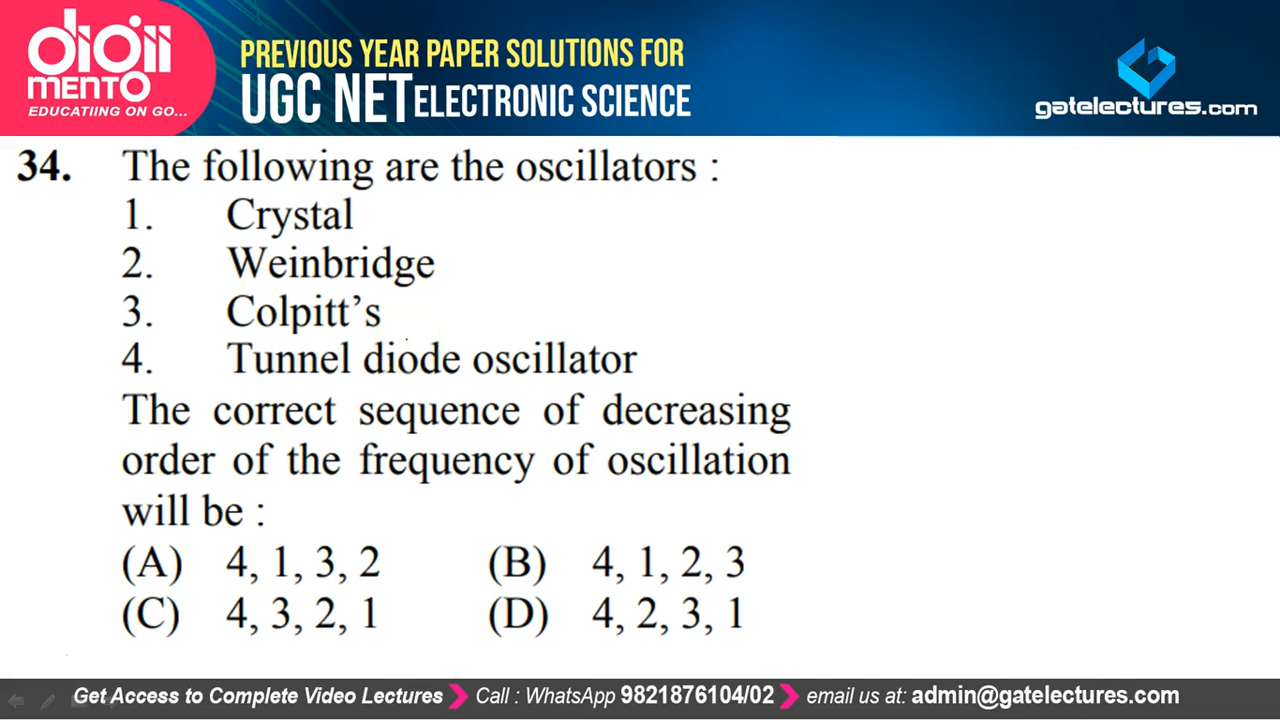 dioii
MENTO
EDUCATIING ON GO...
PREVIOUS YEAR PAPER SOLUTIONS FOR
UGC NET ELECTRONIC SCIENCE
gatelectures.com
34. The following are the oscillators :
1. Crystal
2. Weinbridge
3. Colpitt’s
4. Tunnel diode oscillator
The correct sequence of decreasing
order of the frequency of oscillation
will be :
(A) 4, 1, 3, 2 (B) 4, 1, 2, 3
(C) 4, 3, 2, 1 (D) 4, 2, 3, 1
Get Access to Complete Video Lectures Call : WhatsApp 9821876104/02 email us at: admin@gatelectures.com